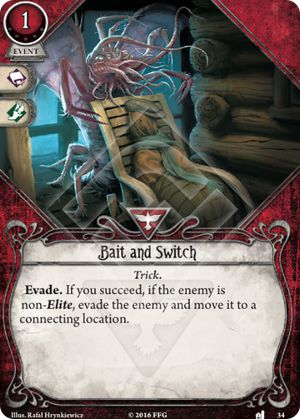 1
EVENT
Bait and Switch
Trick.
Evade. If you succeed, if the enemy is
non-Elite, evade the enemy and move it to a
connecting location.
Illus. Rafał Hrynkiewicz
© 2016 FFG
34